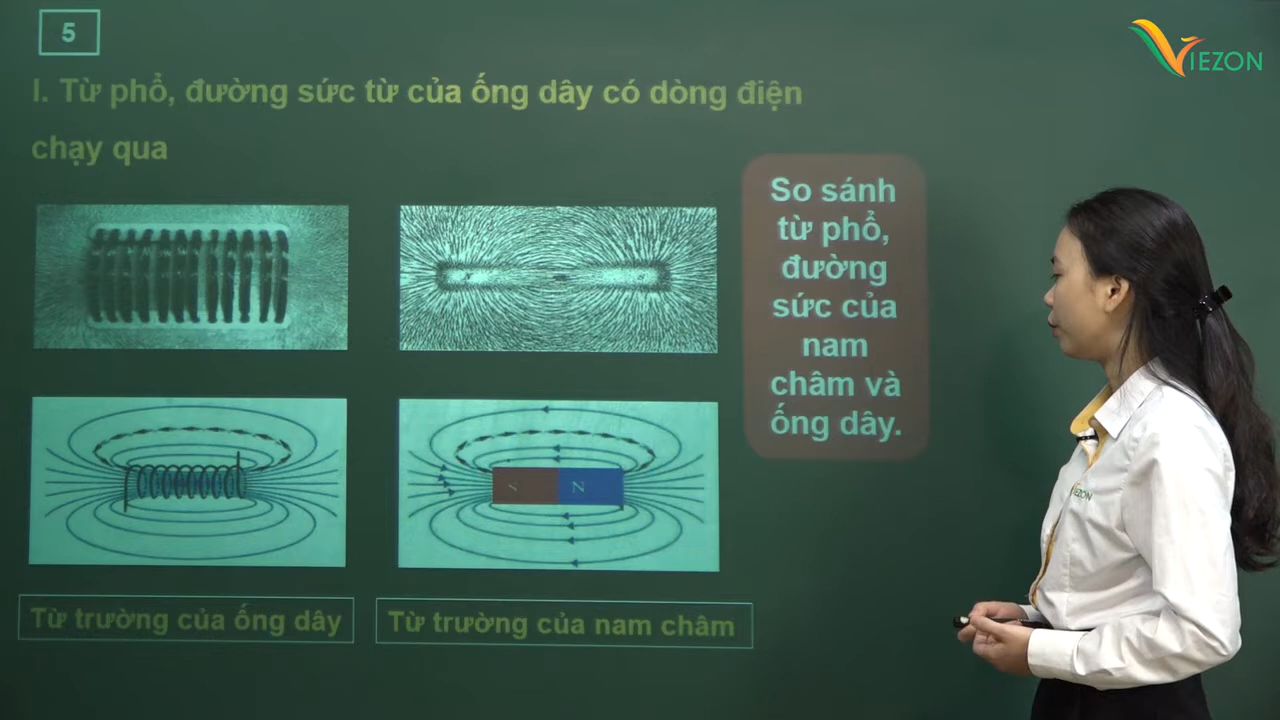 5
VIEZON
I. Từ phổ, đường sức từ của ống dây có dòng điện
chạy qua
So sánh
từ phổ,
đường
sức của
nam
châm và
ống dây.
N
Từ trường của ống dây
Từ trường của nam châm